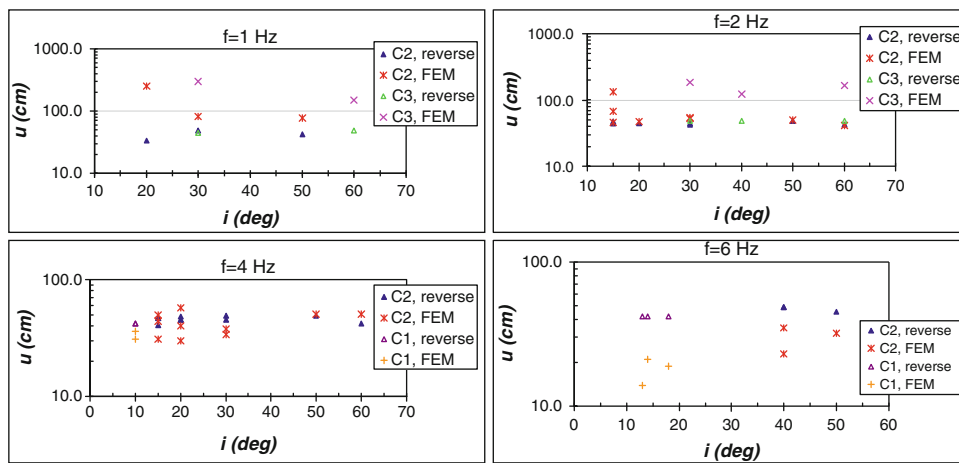 f=1 Hz
1000.0
100.0
10.0
u (cm)
10 20 30 40 50 60 70
i (deg)
C2, reverse
C2, FEM
C3, reverse
C3, FEM
f=2 Hz
1000.0
100.0
10.0
u (cm)
10 20 30 40 50 60 70
i (deg)
C2, reverse
C2, FEM
C3, reverse
C3, FEM
f=4 Hz
100.0
10.0
u (cm)
0 10 20 30 40 50 60 70
i (deg)
C2, reverse
C2, FEM
C1, reverse
C1, FEM
f=6 Hz
100.0
10.0
u (cm)
0 10 20 30 40 50 60
i (deg)
C2, reverse
C2, FEM
C1, reverse
C1, FEM